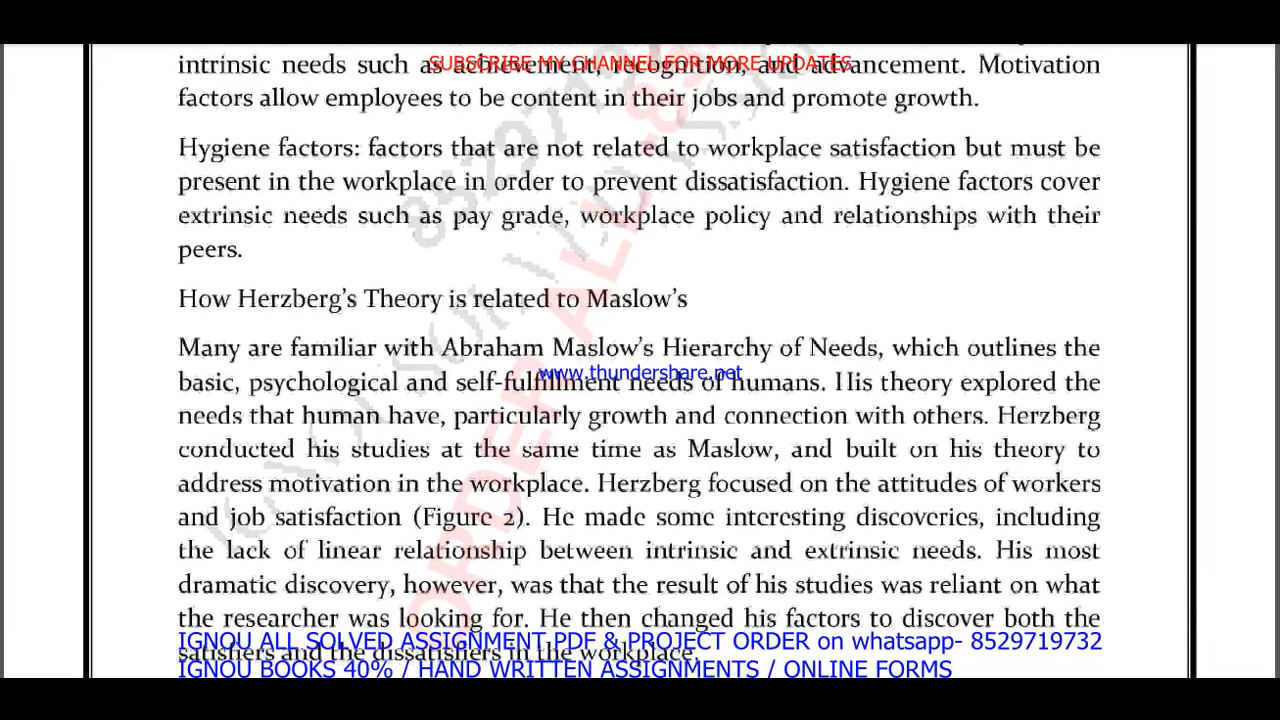 intrinsic needs such as achievement, recognition, and advancement. Motivation
SUBSCRIBE MY CHANNEL FOR MORE UPDATES
factors allow employees to be content in their jobs and promote growth.
Hygiene factors: factors that are not related to workplace satisfaction but must be
present in the workplace in order to prevent dissatisfaction. Hygiene factors cover
extrinsic needs such as pay grade, workplace policy and relationships with their
peers.
How Herzberg's Theory is related to Maslow's
Many are familiar with Abraham Maslow's Hierarchy of Needs, which outlines the
www.thundershare.net
basic, psychological and self-fulfillment needs of humans. His theory explored the
needs that human have, particularly growth and connection with others. Herzberg
conducted his studies at the same time as Maslow, and built on his theory to
address motivation in the workplace. Herzberg focused on the attitudes of workers
and job satisfaction (Figure 2). He made some interesting discoveries, including
the lack of linear relationship between intrinsic and extrinsic needs. His most
dramatic discovery, however, was that the result of his studies was reliant on what
the researcher was looking for. He then changed his factors to discover both the
IGNOU ALL SOLVED ASSIGNMENT PDF & PROJECT ORDER on whatsapp- 8529719732
satisfiers and the dissatisfiers in the workplace.
IGNOU BOOKS 40% / HAND WRITTEN ASSIGNMENTS / ONLINE FORMS
ORDER ALL